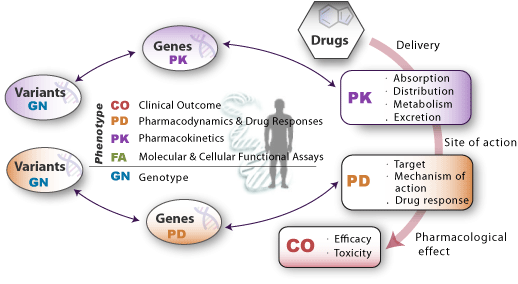 Drugs
Delivery
Genes
PK
Variants
GN
PK
· Absorption
· Distribution
· Metabolism
. Excretion
Phenotype
CO Clinical Outcome
PD Pharmacodynamics & Drug Responses
PK Pharmacokinetics
FA Molecular & Cellular Functional Assays
GN Genotype
Site of action
Variants
GN
PD
· Target
· Mechanism of
action
· Drug response
Genes
PD
CO
· Efficacy
· Toxicity
Pharmacological
effect